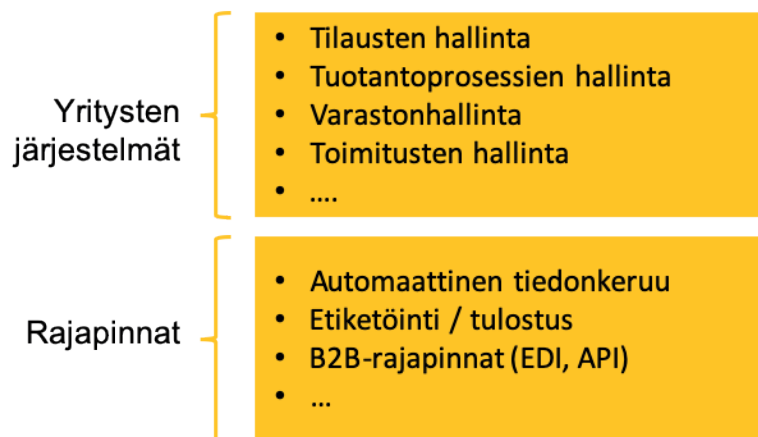 Yritysten
järjestelmät
• Tilausten hallinta
• Tuotantoprosessien hallinta
• Varastonhallinta
• Toimitusten hallinta
• ....
Rajapinnat
• Automaattinen tiedonkeruu
• Etiketöinti / tulostus
• B2B-rajapinnat (EDI, API)
• ...